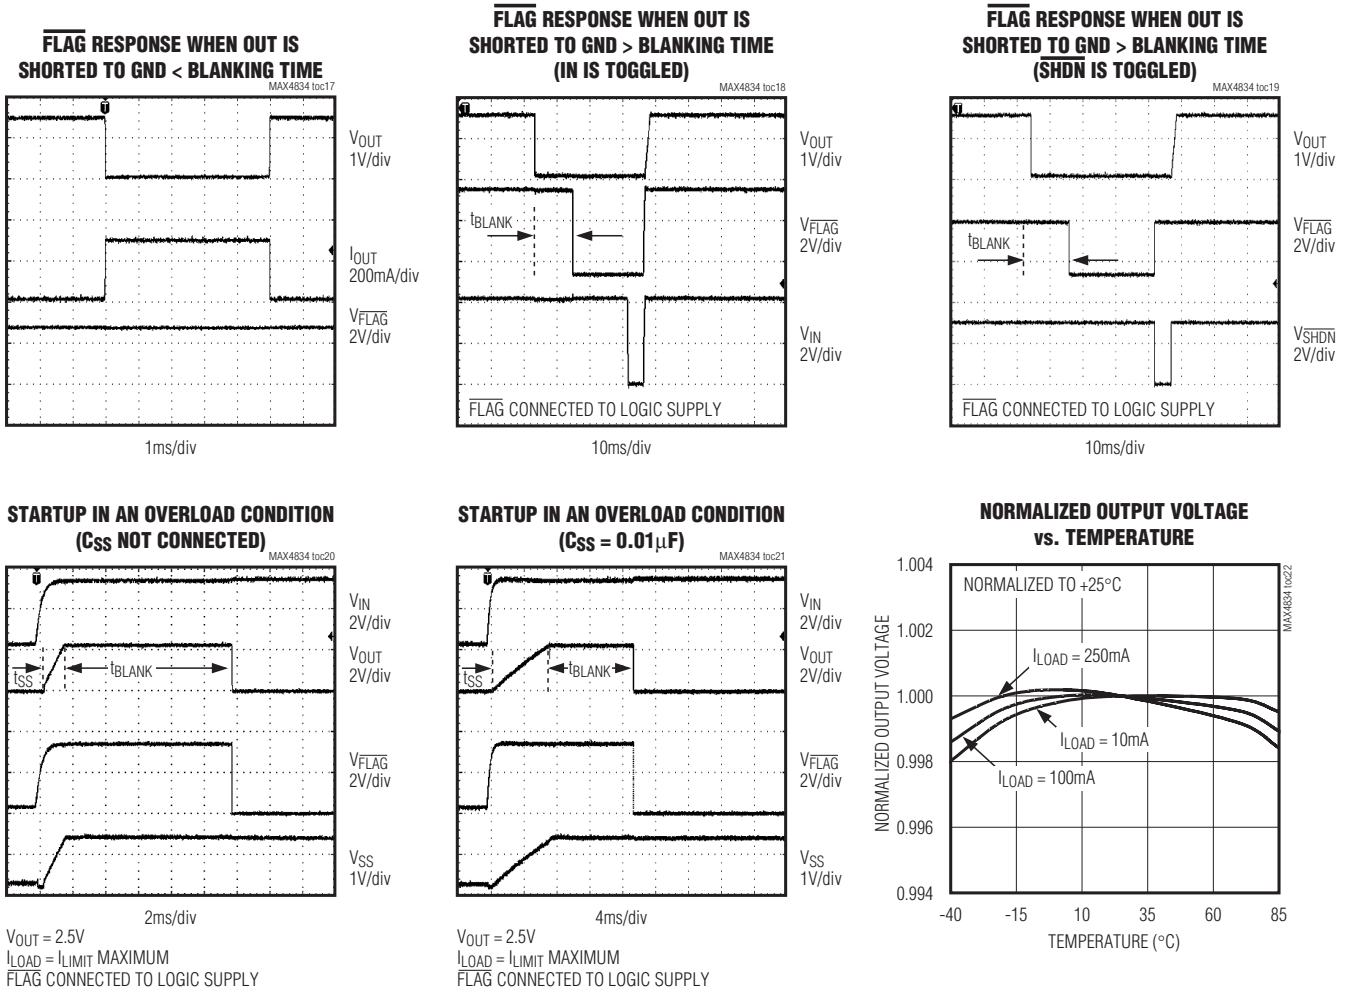 FLAG RESPONSE WHEN OUT IS
SHORTED TO GND < BLANKING TIME
MAX4834 toc17
T
VOUT
1V/div
IOUT
200mA/div
VFLAG
2V/div
1ms/div
FLAG RESPONSE WHEN OUT IS
SHORTED TO GND > BLANKING TIME
(IN IS TOGGLED)
MAX4834 toc18
T
VOUT
1V/div
tBLANK
VFLAG
2V/div
VIN
2V/div
FLAG CONNECTED TO LOGIC SUPPLY
10ms/div
FLAG RESPONSE WHEN OUT IS
SHORTED TO GND > BLANKING TIME
(SHDN IS TOGGLED)
MAX4834 toc19
T
VOUT
1V/div
tBLANK
VFLAG
2V/div
VSHDN
2V/div
FLAG CONNECTED TO LOGIC SUPPLY
10ms/div
STARTUP IN AN OVERLOAD CONDITION
(CSS NOT CONNECTED)
MAX4834 toc20
T
VIN
2V/div
VOUT
2V/div
tSS
tBLANK
VFLAG
2V/div
VSS
1V/div
2ms/div
VOUT = 2.5V
ILOAD = ILIMIT MAXIMUM
FLAG CONNECTED TO LOGIC SUPPLY
STARTUP IN AN OVERLOAD CONDITION
(CSS = 0.01µF)
MAX4834 toc21
T
VIN
2V/div
VOUT
2V/div
tSS
tBLANK
VFLAG
2V/div
VSS
1V/div
4ms/div
VOUT = 2.5V
ILOAD = ILIMIT MAXIMUM
FLAG CONNECTED TO LOGIC SUPPLY
NORMALIZED OUTPUT VOLTAGE
vs. TEMPERATURE
MAX4834 toc22
NORMALIZED TO +25°C
NORMALIZED OUTPUT VOLTAGE
1.004
1.002
1.000
0.998
0.996
0.994
ILOAD = 250mA
ILOAD = 10mA
ILOAD = 100mA
-40 -15 10 35 60 85
TEMPERATURE (°C)